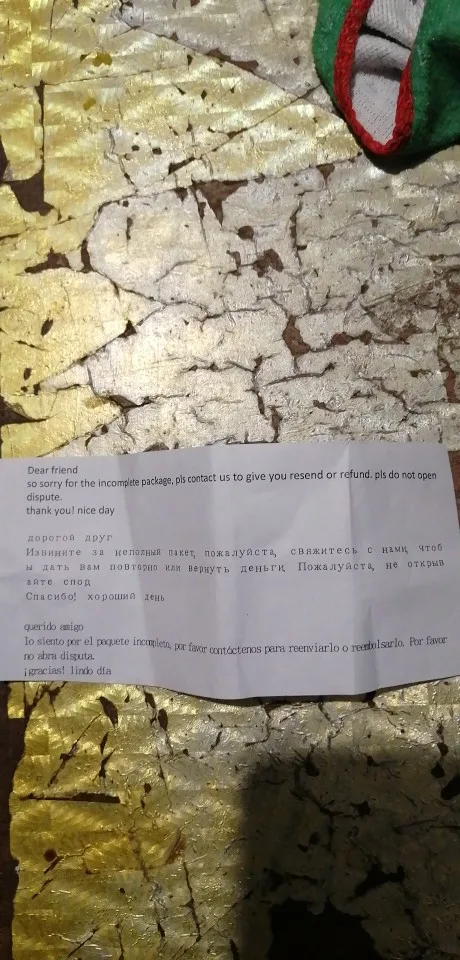 Dear friend
so sorry for the incomplete package, pls contact us to give you resend or refund. pls do not open
dispute.
thank you! nice day
дорогой друг
Извините за неполный пакет, пожалуйста, свяжитесь с нами, чтоб
ы дать вам повторно или вернуть деньги. Пожалуйста, не открыв
айте спор
Спасибо! хороший день
querido amigo
lo siento por el paquete incompleto, por favor contáctenos para reenviarlo o reembolsarlo. Por favor
no abra disputa.
¡gracias! lindo día